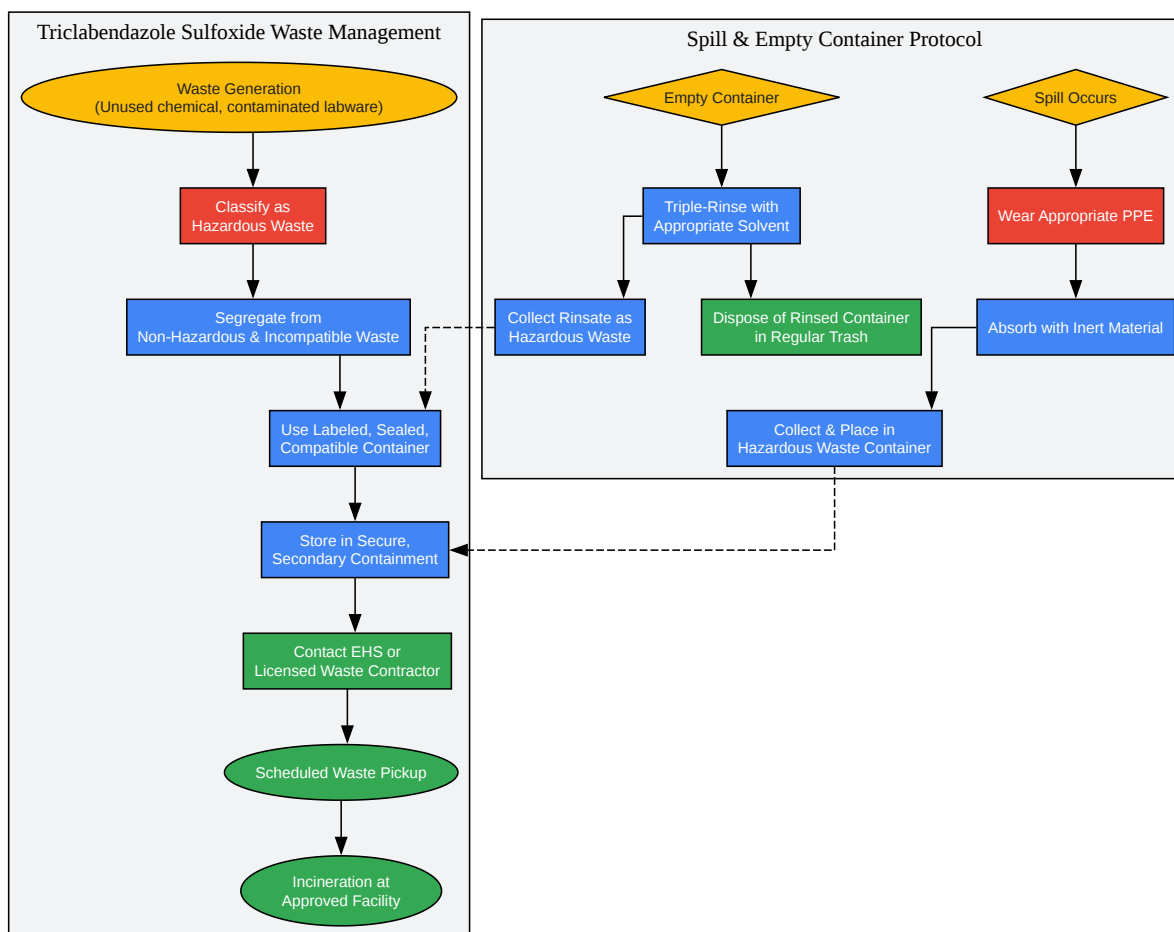 Triclabendazole Sulfoxide Waste Management
Waste Generation
(Unused chemical, contaminated labware)
Classify as
Hazardous Waste
Segregate from
Non-Hazardous & Incompatible Waste
Use Labeled, Sealed,
Compatible Container
Store in Secure,
Secondary Containment
Contact EHS or
Licensed Waste Contractor
Scheduled Waste Pickup
Incineration at
Approved Facility
Spill & Empty Container Protocol
Empty Container
Triple-Rinse with
Appropriate Solvent
Collect Rinsate as
Hazardous Waste
Dispose of Rinsed Container
in Regular Trash
Spill Occurs
Wear Appropriate PPE
Absorb with Inert Material
Collect & Place in
Hazardous Waste Container